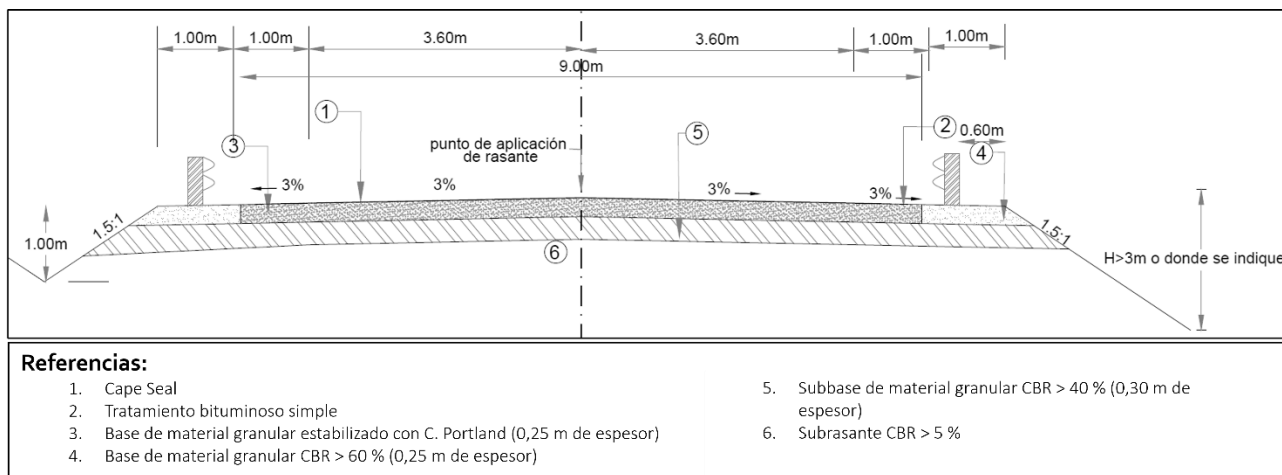 1.00m 1.00m 3.60m 3.60m 1.00m 1.00m
9.00m
1 5 2 0.60m
3 punto de aplicación 4
de rasante
3% 3% 3% 3%
1.5:1 1.5:1
1.00m
6 H>3m o donde se indique
Referencias:
1. Cape Seal
2. Tratamiento bituminoso simple
3. Base de material granular estabilizado con C. Portland (0,25 m de espesor)
4. Base de material granular CBR > 60 % (0,25 m de espesor)
5. Subbase de material granular CBR > 40 % (0,30 m de
espesor)
6. Subrasante CBR > 5 %